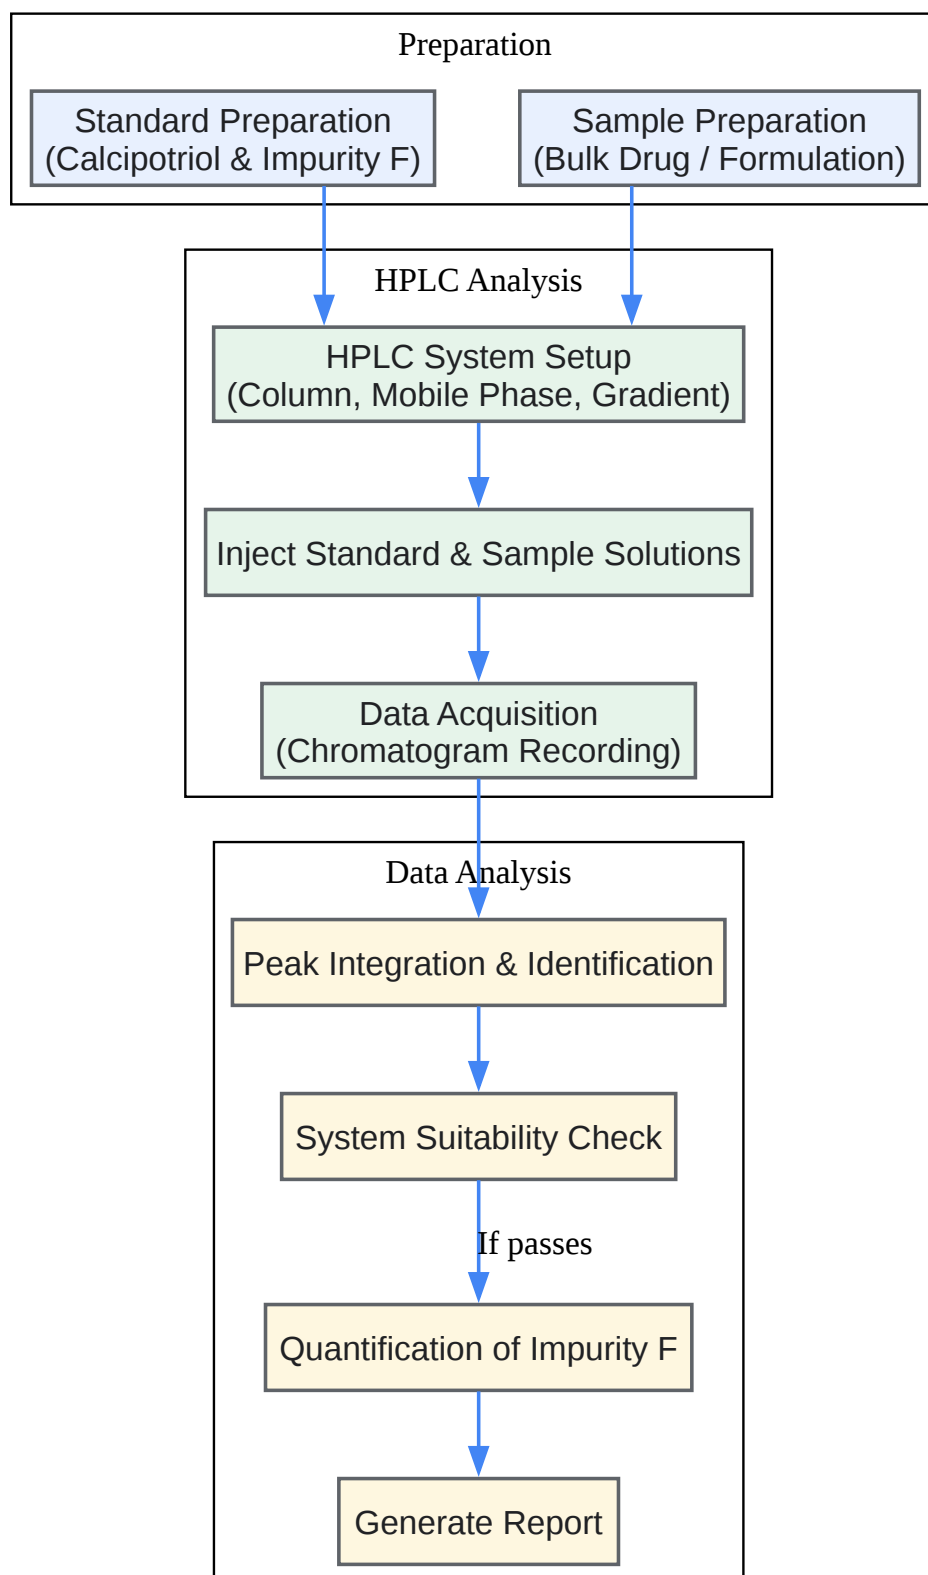 Preparation
Standard Preparation
(Calcipotriol & Impurity F)
Sample Preparation
(Bulk Drug / Formulation)
HPLC Analysis
HPLC System Setup
(Column, Mobile Phase, Gradient)
Inject Standard & Sample Solutions
Data Acquisition
(Chromatogram Recording)
Data Analysis
Peak Integration & Identification
System Suitability Check
If passes
Quantification of Impurity F
Generate Report